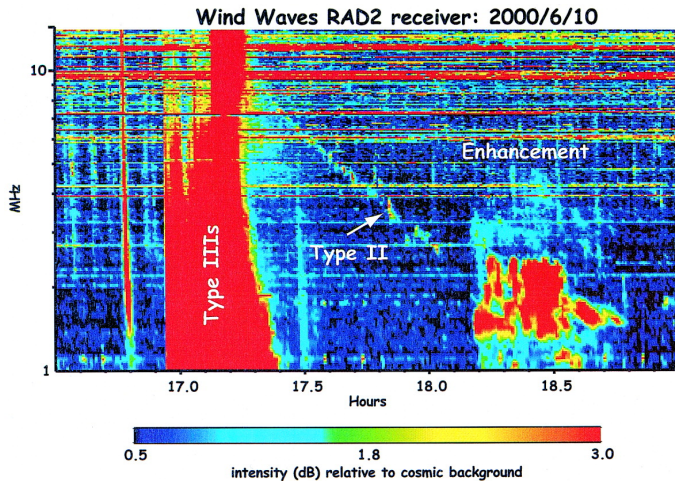 Wind Waves RAD2 receiver: 2000/6/10
10
MHz
1
Type IIIs
Type II
Enhancement
17.0 17.5 18.0 18.5
Hours
0.5 1.8 3.0
intensity (dB) relative to cosmic background